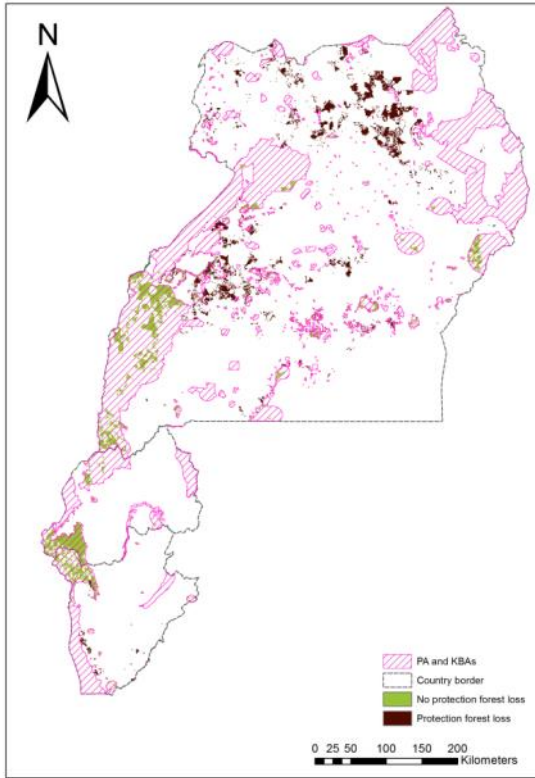 N
PA and KBAs
Country border
No protection forest loss
Protection forest loss
0 25 50 100 150 200
Kilometers